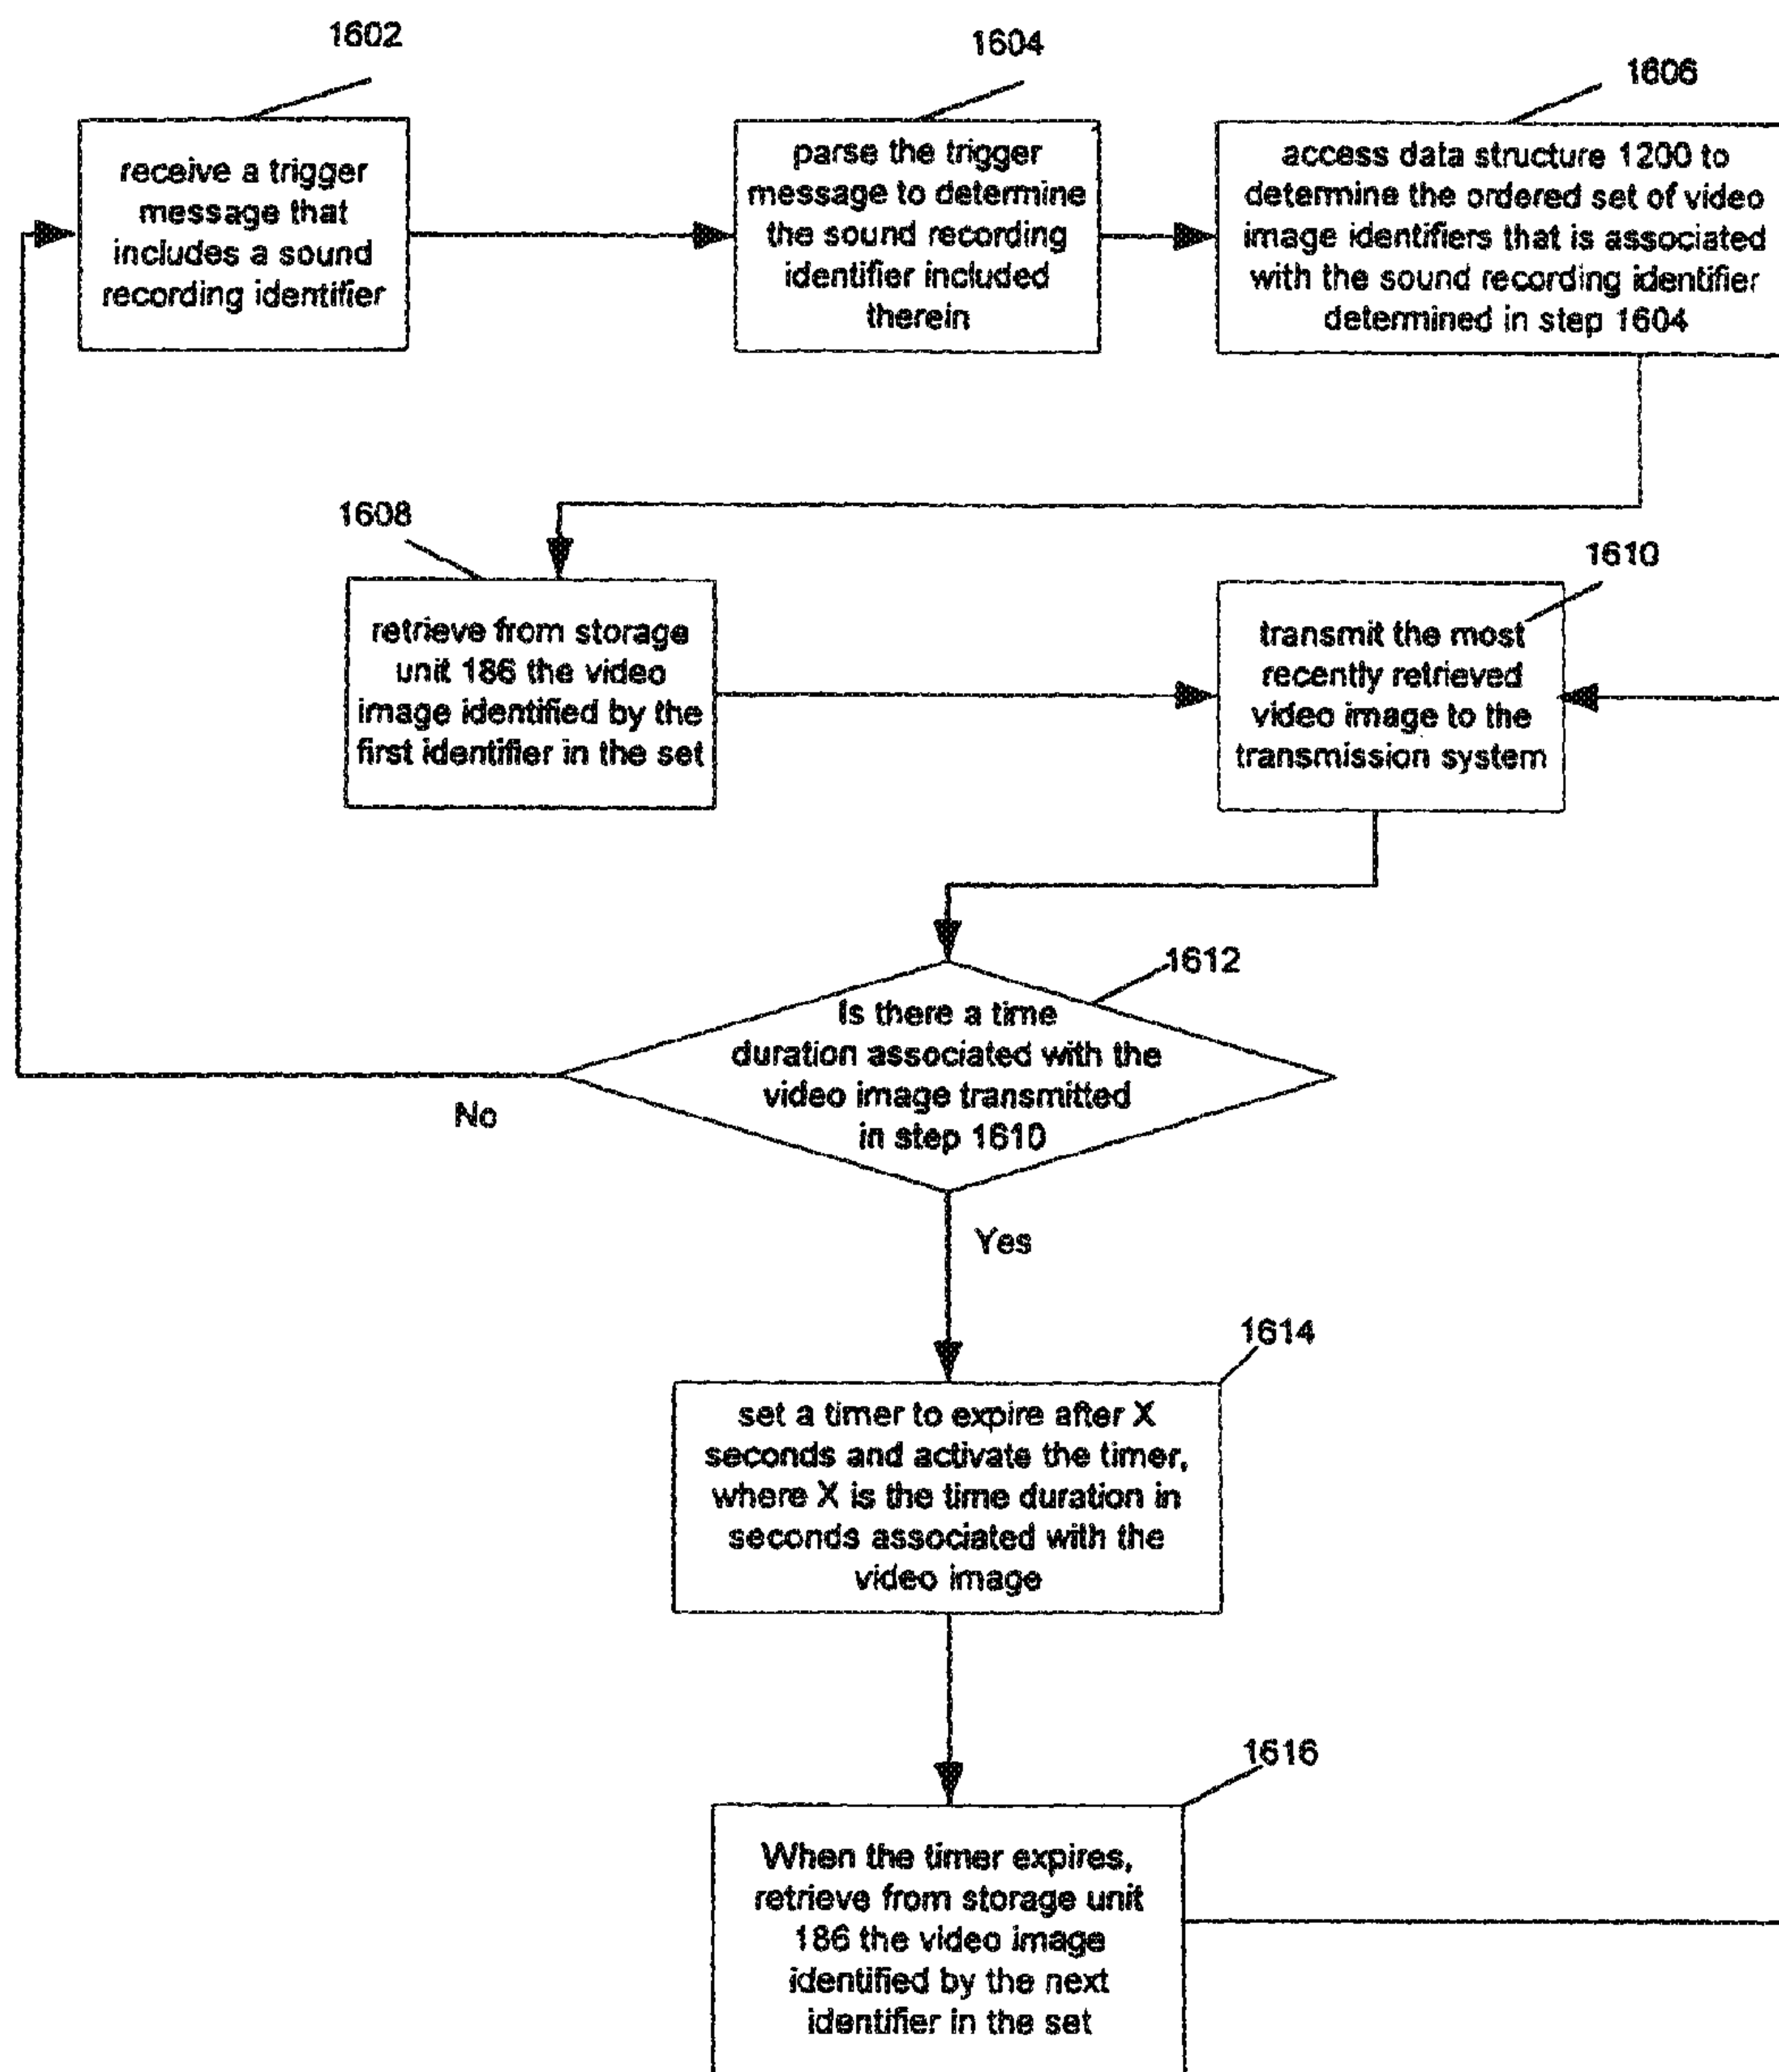 1602
receive a trigger
message that
includes a sound
recording identifier
1604
parse the trigger
message to determine
the sound recording
identifier included
therein
1606
access data structure 1200 to
determine the ordered set of video
image identifiers that is associated
with the sound recording identifier
determined in step 1604
1608
retrieve from storage
unit 186 the video
image identified by the
first identifier in the set
1610
transmit the most
recently retrieved
video image to the
transmission system
1612
Is there a time
duration associated with the
video image transmitted
in step 1610
No
Yes
1614
set a timer to expire after X
seconds and activate the timer,
where X is the time duration in
seconds associated with the
video image
1616
When the timer expires,
retrieve from storage unit
186 the video image
identified by the next
identifier in the set